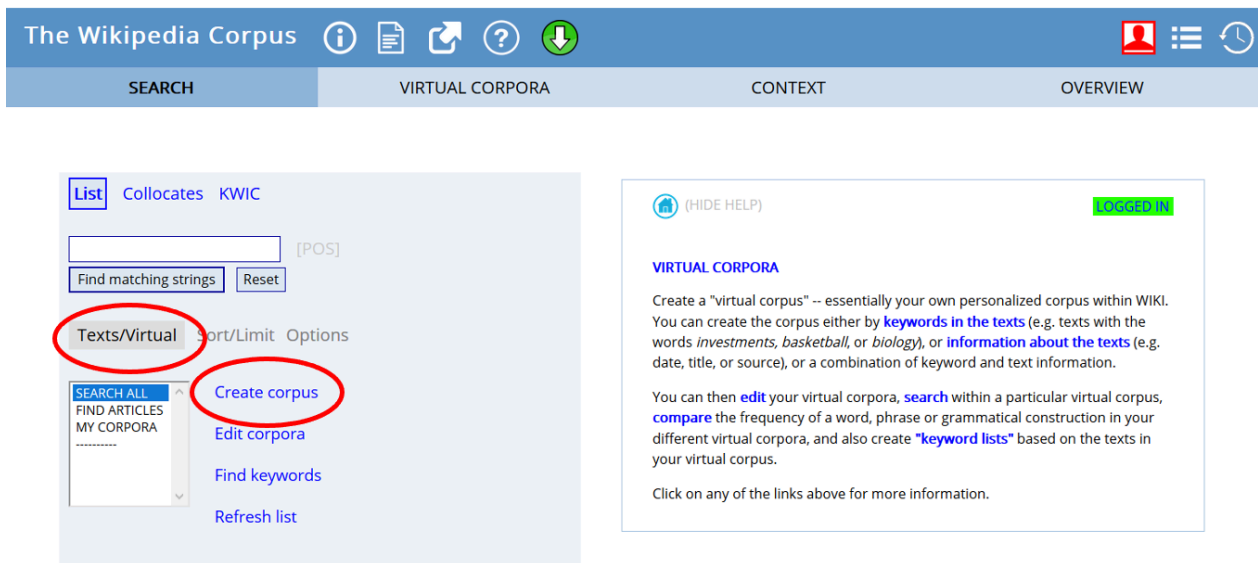 The Wikipedia Corpus
SEARCH VIRTUAL CORPORA CONTEXT OVERVIEW
List Collocates KWIC
[POS]
Find matching strings Reset
Texts/Virtual Sort/Limit Options
SEARCH ALL
FIND ARTICLES
MY CORPORA
----------
Create corpus
Edit corpora
Find keywords
Refresh list
(HIDE HELP) LOGGED IN
VIRTUAL CORPORA
Create a "virtual corpus" -- essentially your own personalized corpus within WIKI.
You can create the corpus either by keywords in the texts (e.g. texts with the
words investments, basketball, or biology), or information about the texts (e.g.
date, title, or source), or a combination of keyword and text information.
You can then edit your virtual corpora, search within a particular virtual corpus,
compare the frequency of a word, phrase or grammatical construction in your
different virtual corpora, and also create "keyword lists" based on the texts in
your virtual corpus.
Click on any of the links above for more information.